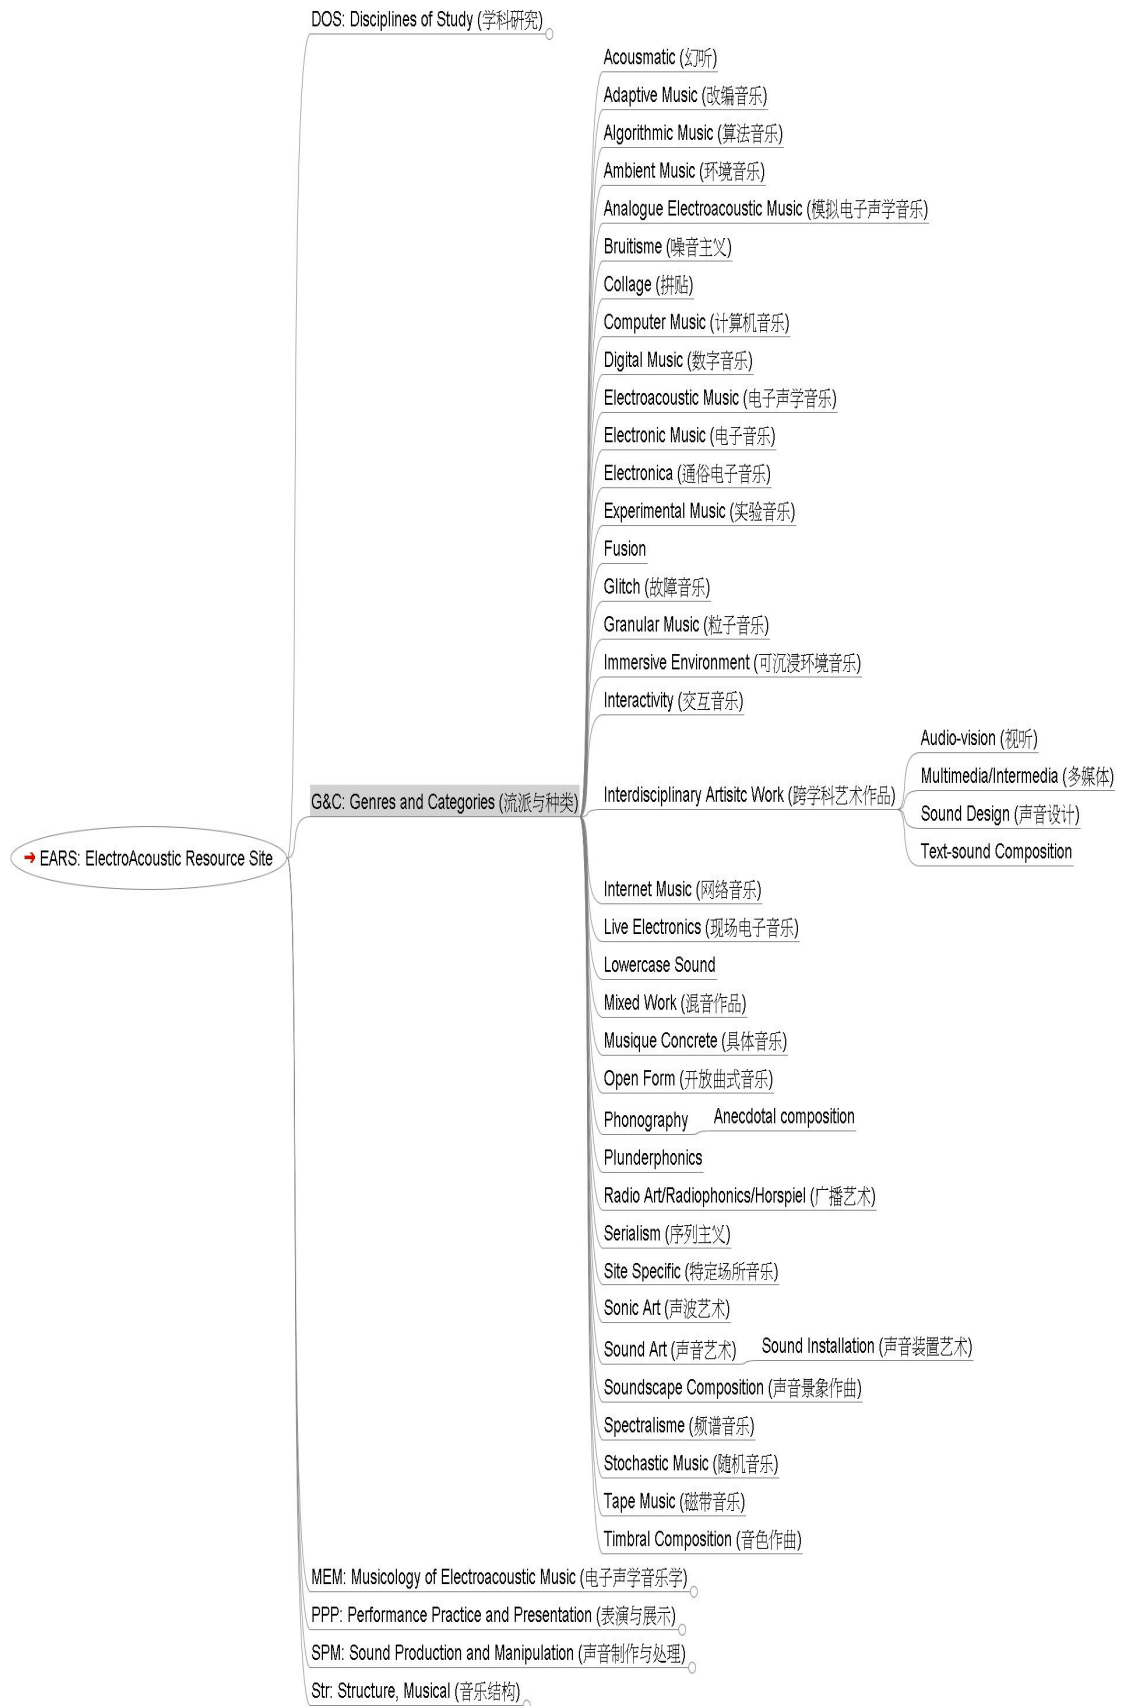 DOS: Disciplines of Study (学科研究)
Acousmatic (幻听)
Adaptive Music (改编音乐)
Algorithmic Music (算法音乐)
Ambient Music (环境音乐)
Analogue Electroacoustic Music (模拟电子声学音乐)
Bruitisme (噪音主义)
Collage (拼贴)
Computer Music (计算机音乐)
Digital Music (数字音乐)
Electroacoustic Music (电子声学音乐)
Electronic Music (电子音乐)
Electronica (通俗电子音乐)
Experimental Music (实验音乐)
Fusion
Glitch (故障音乐)
Granular Music (粒子音乐)
Immersive Environment (可沉浸环境音乐)
Interactivity (交互音乐)
Audio-vision (视听)
Multimedia/Intermedia (多媒体)
G&C: Genres and Categories (流派与种类)
Interdisciplinary Artisitc Work (跨学科艺术作品)
Sound Design (声音设计)
Text-sound Composition
EARS: ElectroAcoustic Resource Site
Internet Music (网络音乐)
Live Electronics (现场电子音乐)
Lowercase Sound
Mixed Work (混音作品)
Musique Concrete (具体音乐)
Open Form (开放曲式音乐)
Phonography
Anecdotal composition
Plunderphonics
Radio Art/Radiophonics/Horspiel (广播艺术)
Serialism (序列主义)
Site Specific (特定场所音乐)
Sonic Art (声波艺术)
Sound Art (声音艺术)
Sound Installation (声音装置艺术)
Soundscape Composition (声音景象作曲)
Spectralisme (频谱音乐)
Stochastic Music (随机音乐)
Tape Music (磁带音乐)
Timbral Composition (音色作曲)
MEM: Musicology of Electroacoustic Music (电子声学音乐学)
PPP: Performance Practice and Presentation (表演与展示)
SPM: Sound Production and Manipulation (声音制作与处理)
Str: Structure, Musical (音乐结构)